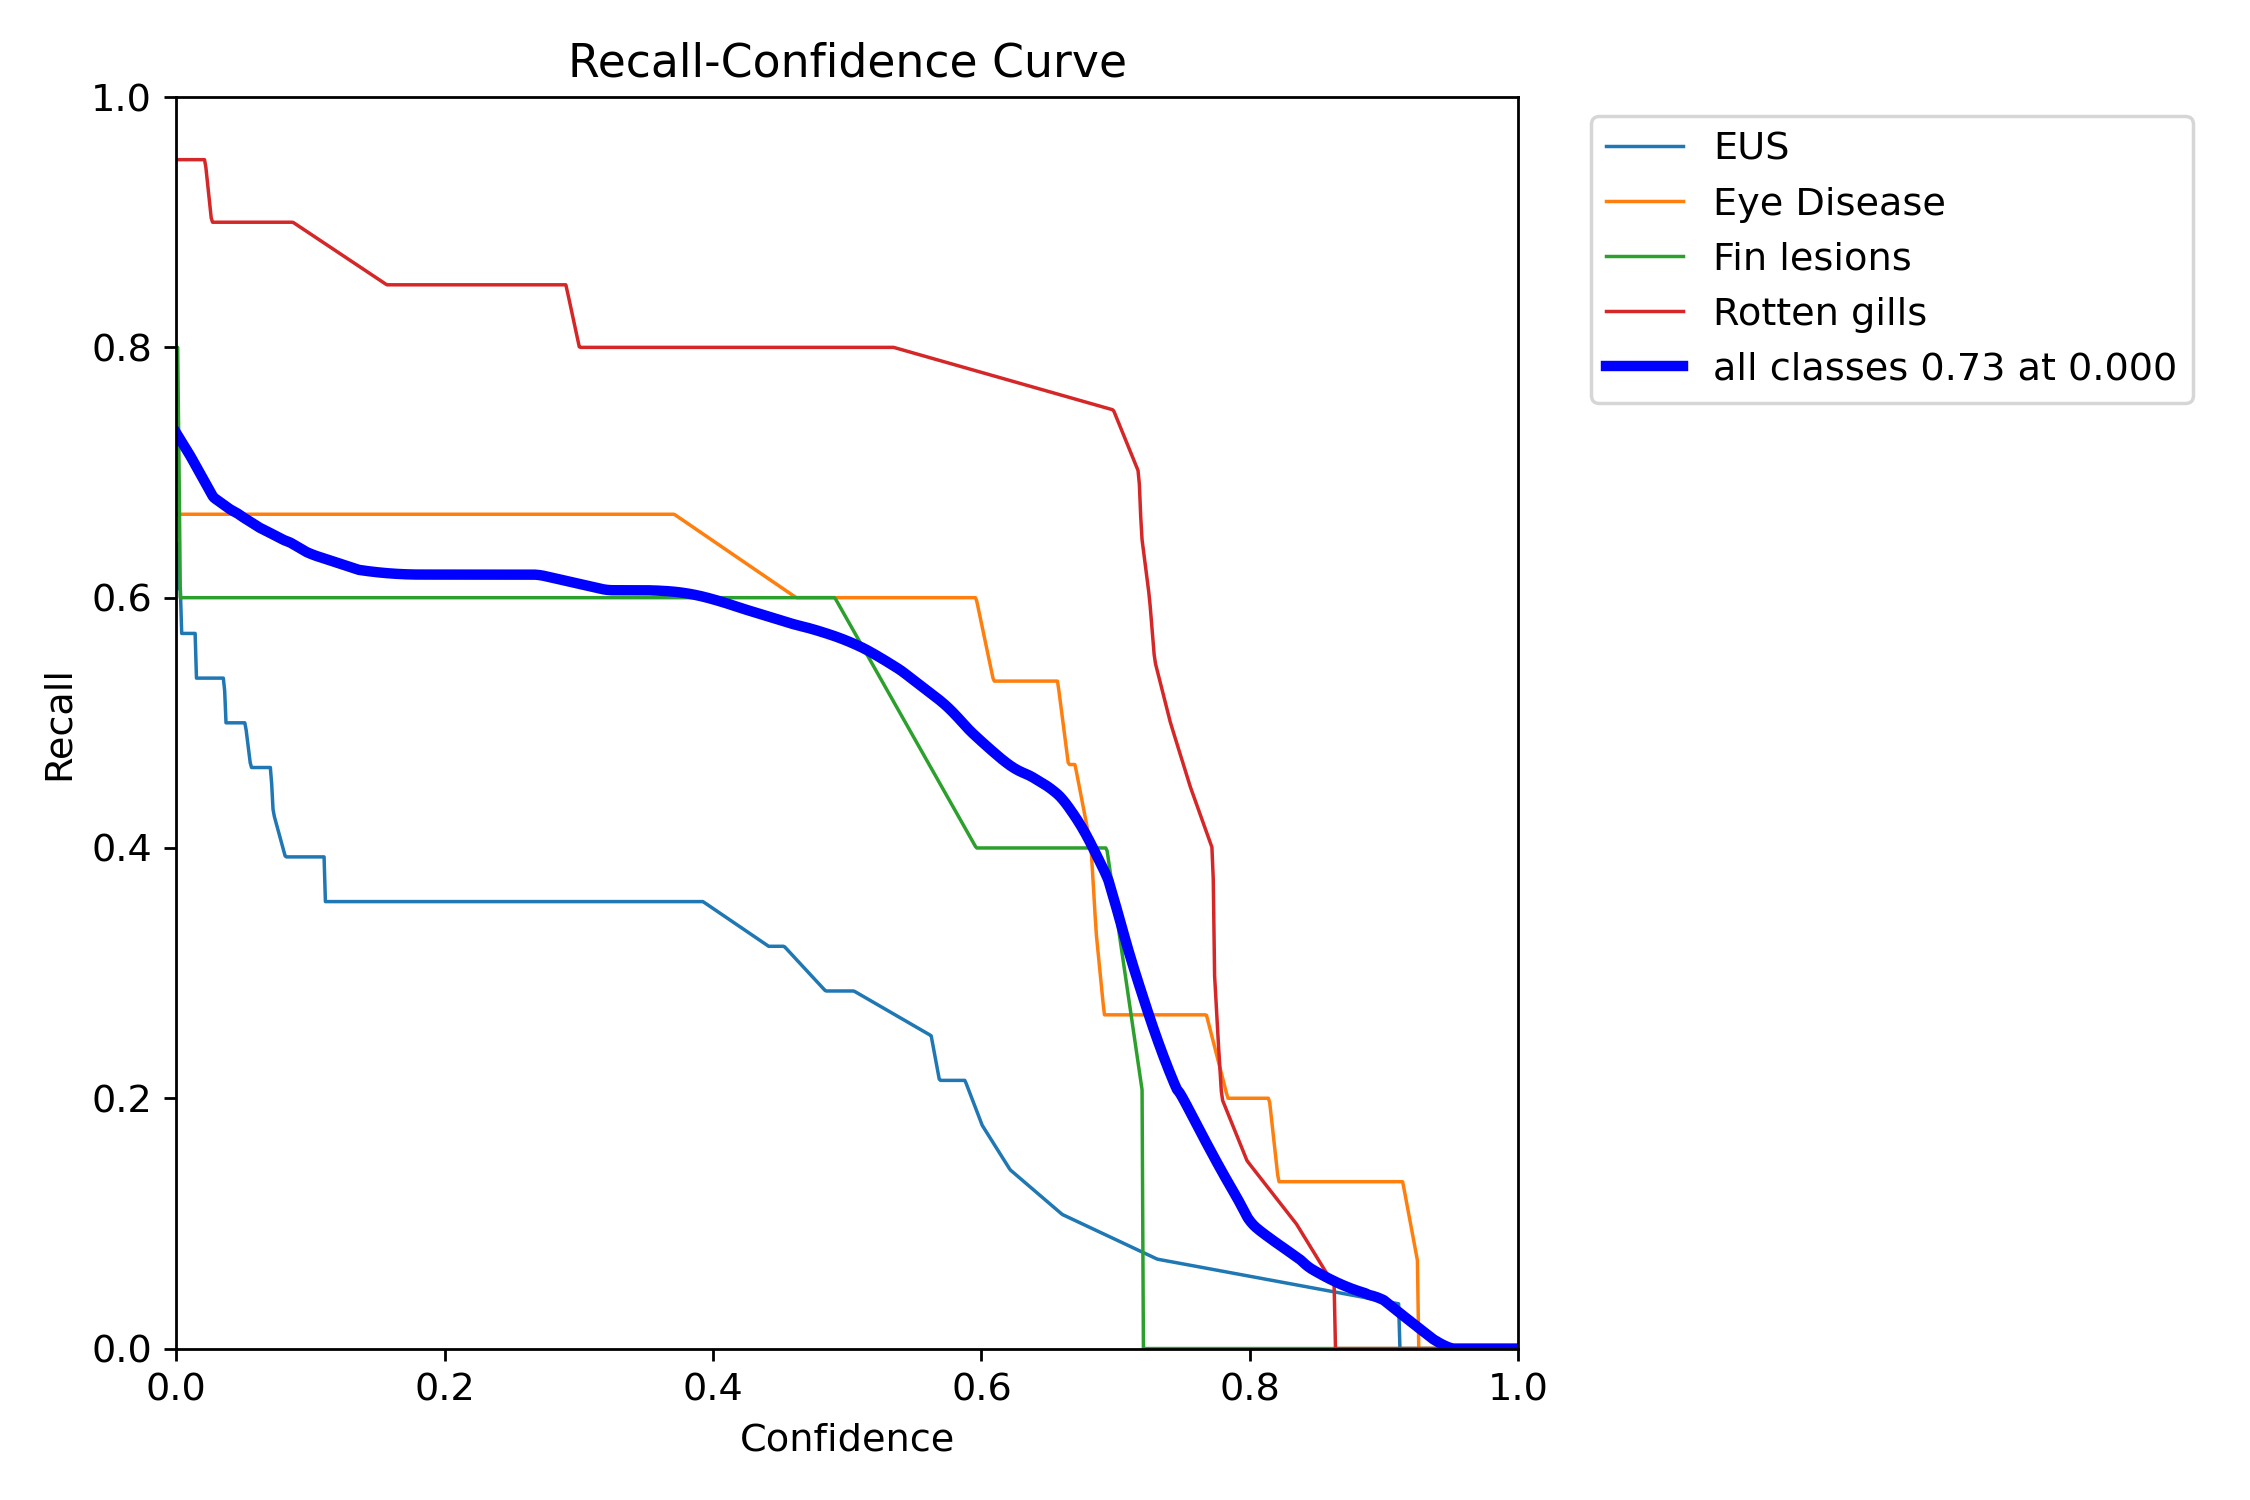 Recall-Confidence Curve
1.0
0.8
0.6
0.4
0.2
0.0
Recall
0.0 0.2 0.4 0.6 0.8 1.0
Confidence
EUS
Eye Disease
Fin lesions
Rotten gills
all classes 0.73 at 0.000